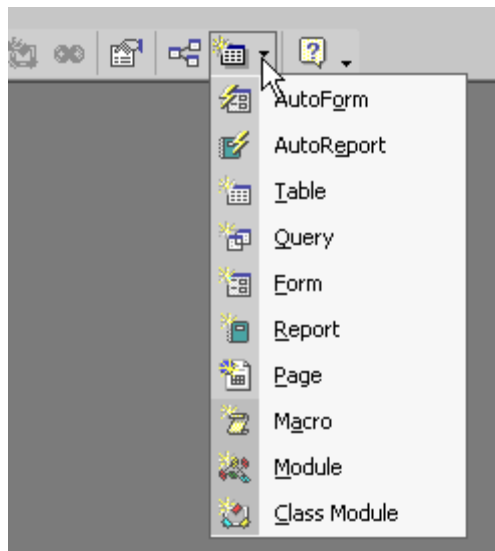 AutoForm
AutoReport
Table
Query
Form
Report
Page
Macro
Module
Class Module